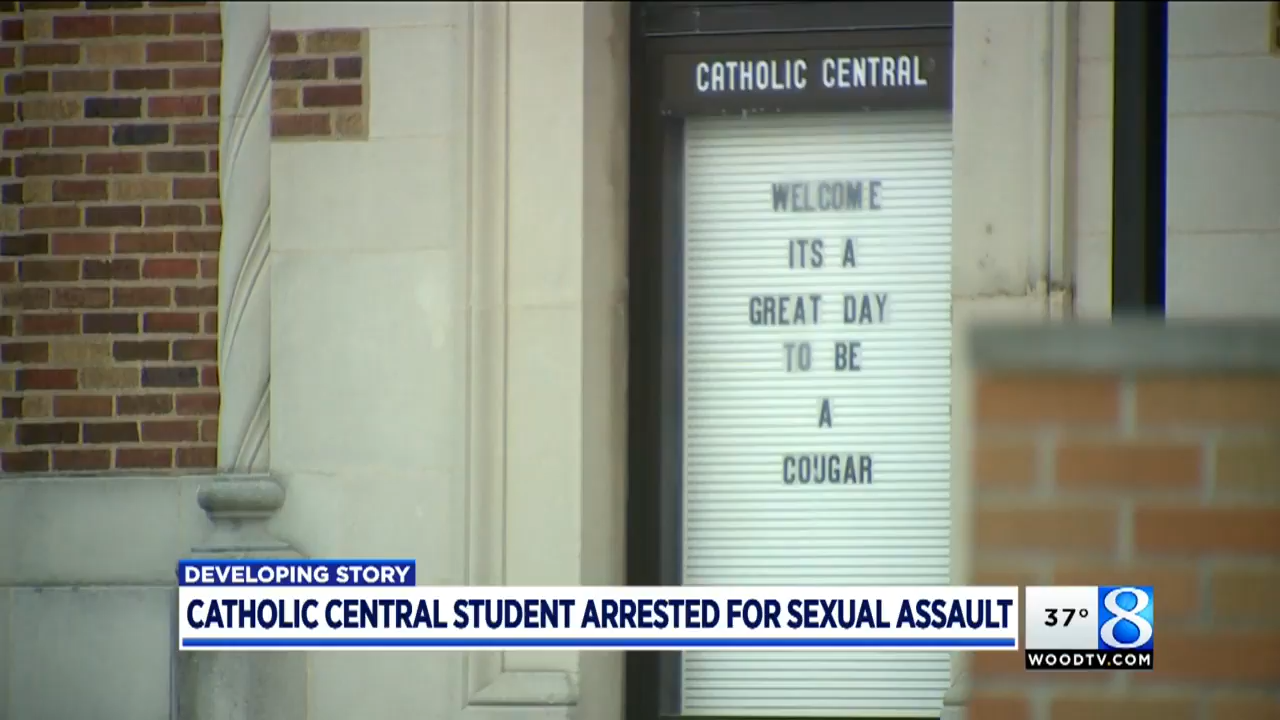 CATHOLIC CENTRAL
WELCOME
ITS A
GREAT DAY
TO BE
A
COUGAR
DEVELOPING STORY
CATHOLIC CENTRAL STUDENT ARRESTED FOR SEXUAL ASSAULT
37° 8
WOODTV.COM